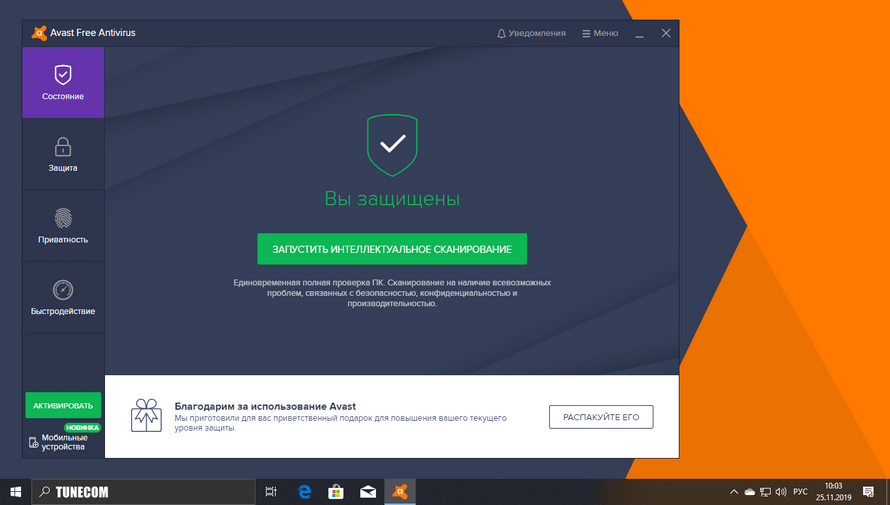 Avast Free Antivirus
Уведомления
Меню
Состояние
Защита
Приватность
Быстродействие
Вы защищены
ЗАПУСТИТЬ ИНТЕЛЛЕКТУАЛЬНОЕ СКАНИРОВАНИЕ
Единовременная полная проверка ПК. Сканирование на наличие всевозможных
проблем, связанных с безопасностью, конфиденциальностью и
производительностью.
АКТИВИРОВАТЬ
НОВИНКА
Мобильные
устройства
Благодарим за использование Avast
Мы приготовили для вас приветственный подарок для повышения вашего текущего
уровня защиты.
РАСПАКУЙТЕ ЕГО
TUNECOM
РУС
10:03
25.11.2019